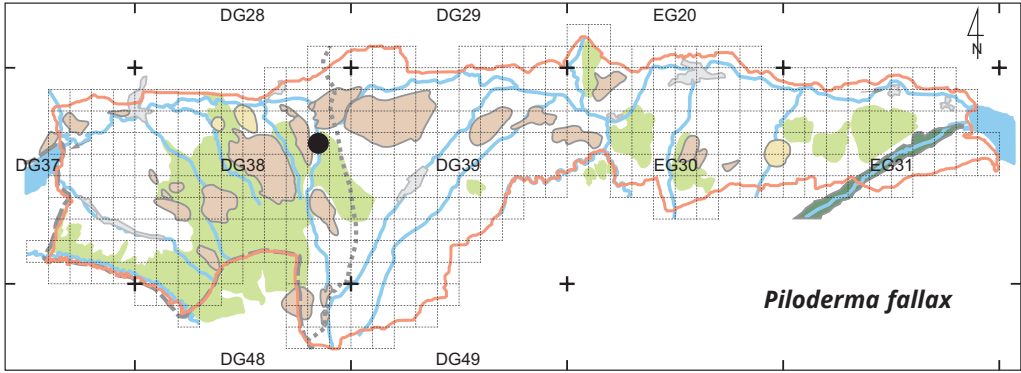 DG28 DG29 EG20
N
DG37 DG38 DG39 EG30 EG31
Piloderma fallax
DG48 DG49